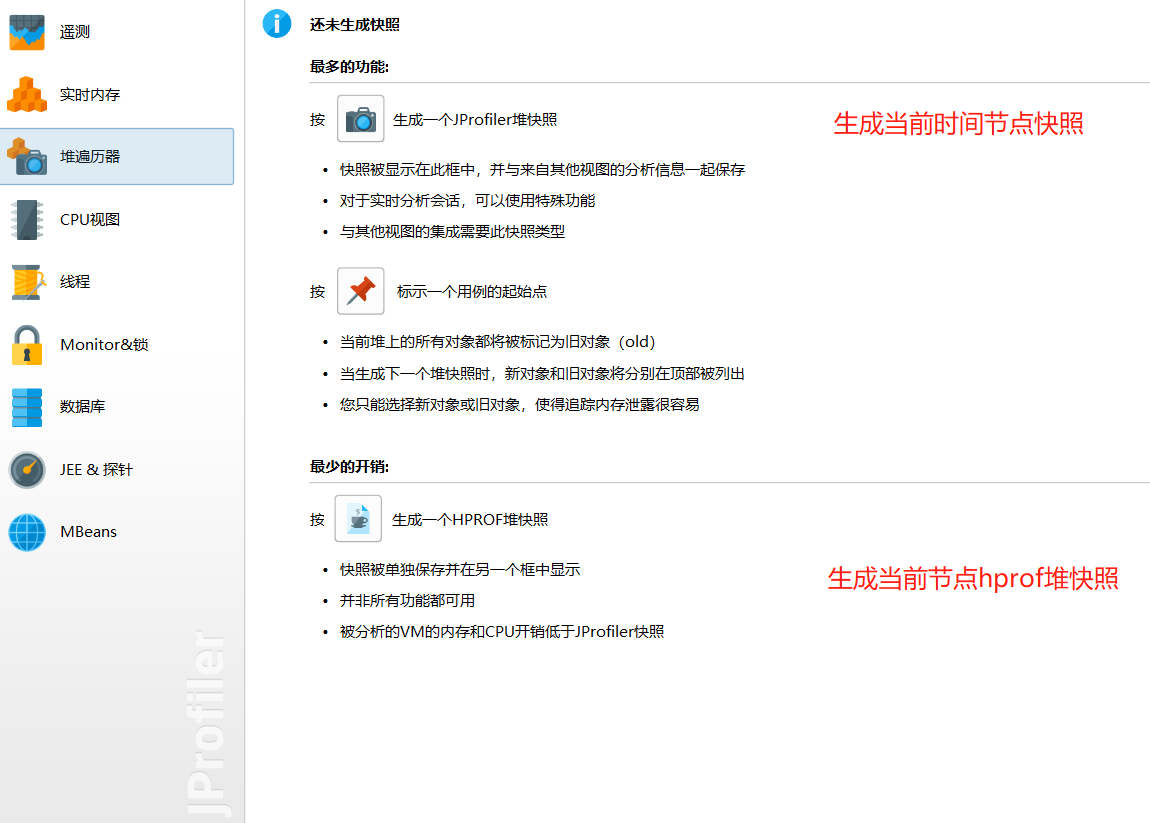 遥测
实时内存
堆遍历器
CPU视图
线程
Monitor&锁
数据库
JEE & 探针
MBeans
JProfiler
还未生成快照
最多的功能:
按 生成一个JProfiler堆快照
生成当前时间节点快照
• 快照被显示在此框中，并与来自其他视图的分析信息一起保存
• 对于实时分析会话，可以使用特殊功能
• 与其他视图的集成需要此快照类型
按 标示一个用例的起始点
• 当前堆上的所有对象都将被标记为旧对象（old）
• 当生成下一个堆快照时，新对象和旧对象将分别在顶部被列出
• 您只能选择新对象或旧对象，使得追踪内存泄露很容易
最少的开销:
按 生成一个HPROF堆快照
• 快照被单独保存并在另一个框中显示
生成当前节点hprof堆快照
• 并非所有功能都可用
• 被分析的VM的内存和CPU开销低于JProfiler快照